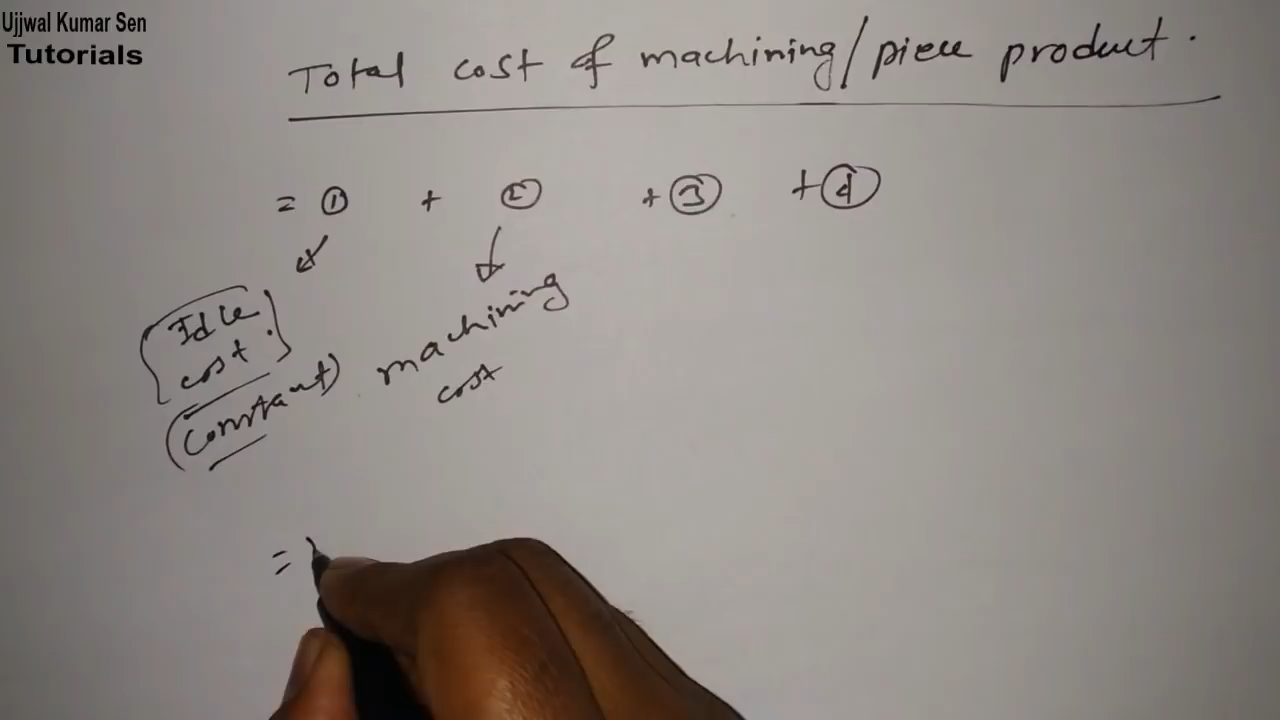 Ujjwal Kumar Sen
Tutorials
Total cost of machining/piece product.
= ① + ② + ③ + ④
Idle
cost.
(constant)
machining
cost
=